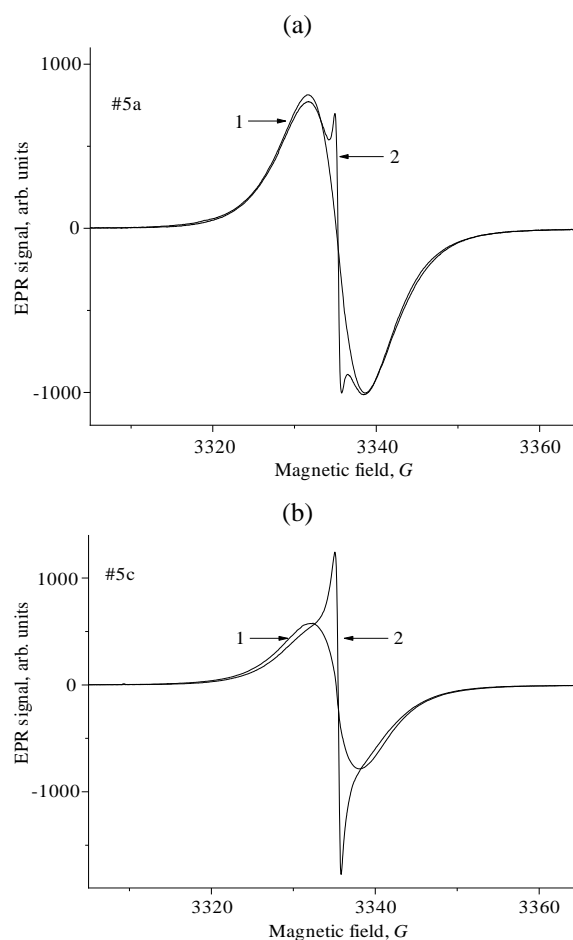 (a)
#5a
1
2
EPR signal, arb. units
1000
0
-1000
3320
3340
3360
Magnetic field, G
(b)
#5c
1
2
EPR signal, arb. units
1000
0
-1000
3320
3340
3360
Magnetic field, G